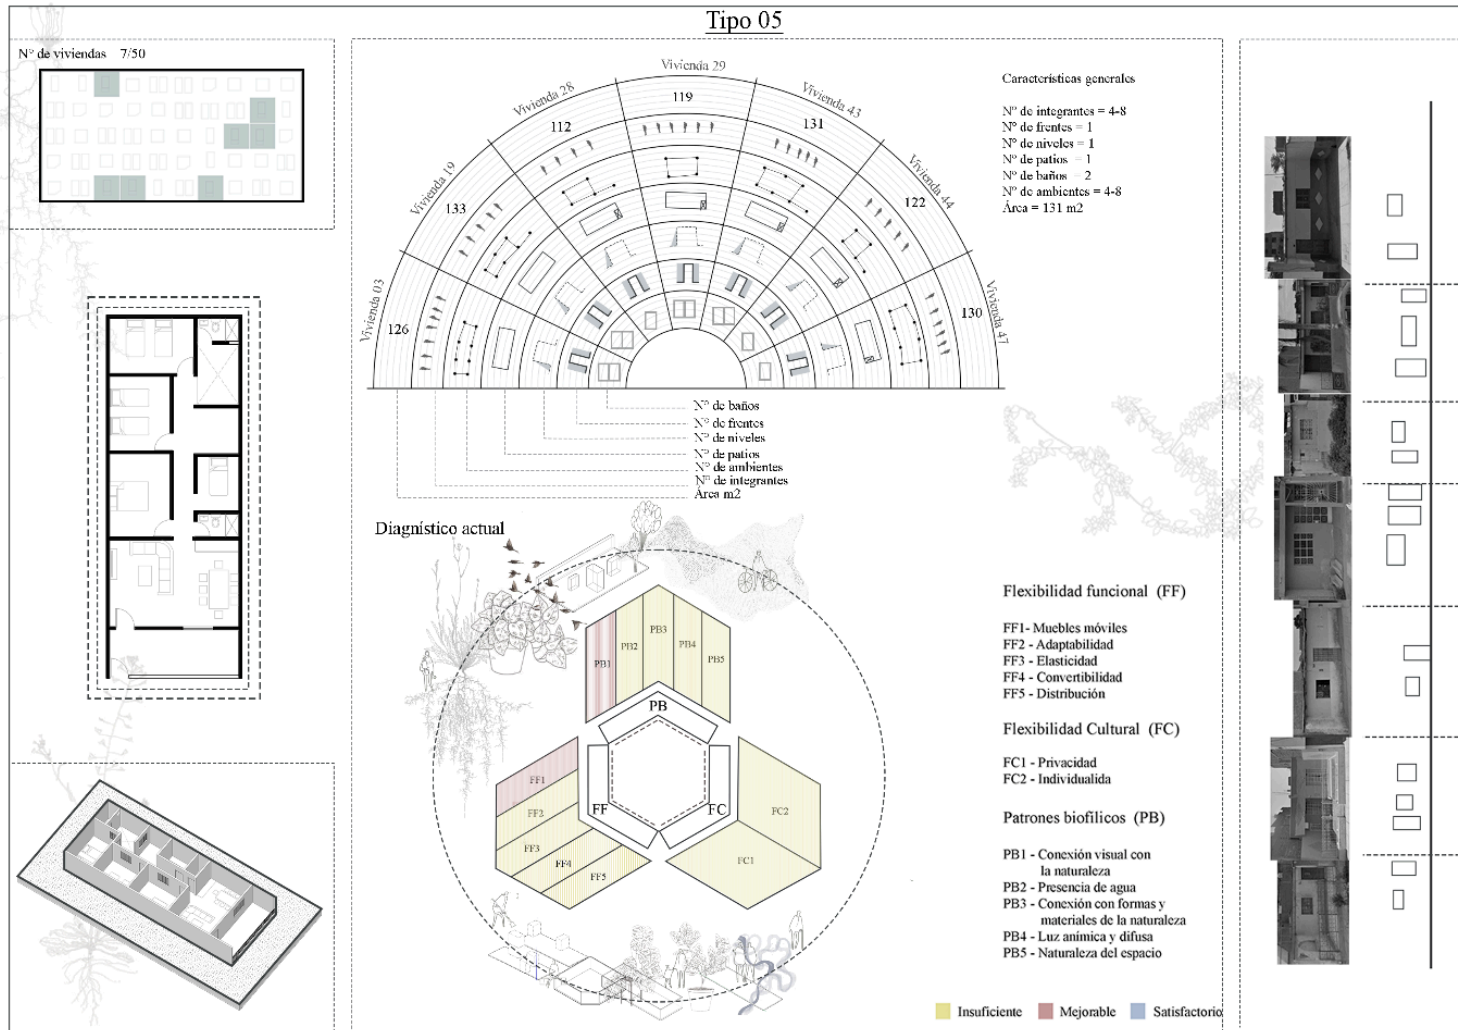 Tipo 05
N° de viviendas 7/50
Vivienda 03
Vivienda 19
Vivienda 28
Vivienda 29
Vivienda 43
Vivienda 44
Vivienda 47
126
133
112
119
131
122
130
N° de baños
N° de frentes
N° de niveles
N° de patios
N° de ambientes
N° de integrantes
Área m2
Características generales
N° de integrantes = 4-8
N° de frentes = 1
N° de niveles = 1
N° de patios = 1
N° de baños = 2
N° de ambientes = 4-8
Área = 131 m2
Diagnístico actual
PB1
PB2
PB3
PB4
PB5
PB
FF
FC
FF1
FF2
FF3
FF4
FF5
FC2
FC1
Flexibilidad funcional (FF)
FF1- Muebles móviles
FF2 - Adaptabilidad
FF3 - Elasticidad
FF4 - Convertibilidad
FF5 - Distribución
Flexibilidad Cultural (FC)
FC1 - Privacidad
FC2 - Individualida
Patrones biofílicos (PB)
PB1 - Conexión visual con
la naturaleza
PB2 - Presencia de agua
PB3 - Conexión con formas y
materiales de la naturaleza
PB4 - Luz anímica y difusa
PB5 - Naturaleza del espacio
Insuficiente
Mejorable
Satisfactorio